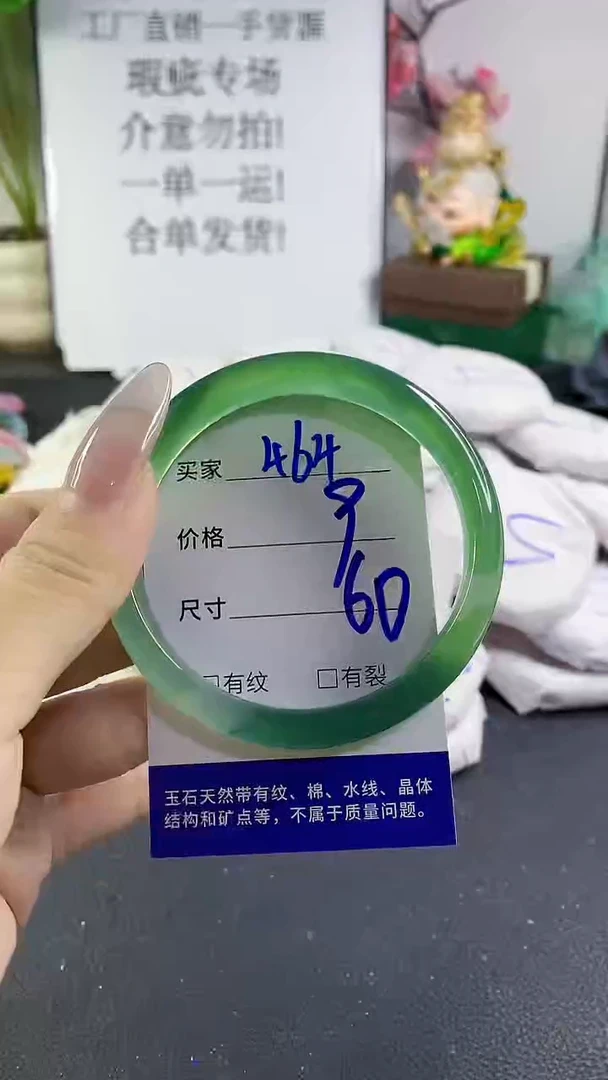 工厂直销一手货源
瑕疵专场
介意勿拍!
一单一运!
合单发货!
买家 464
价格 9
尺寸 60
□有纹 □有裂
玉石天然带有纹、棉、水线、晶体
结构和矿点等，不属于质量问题。